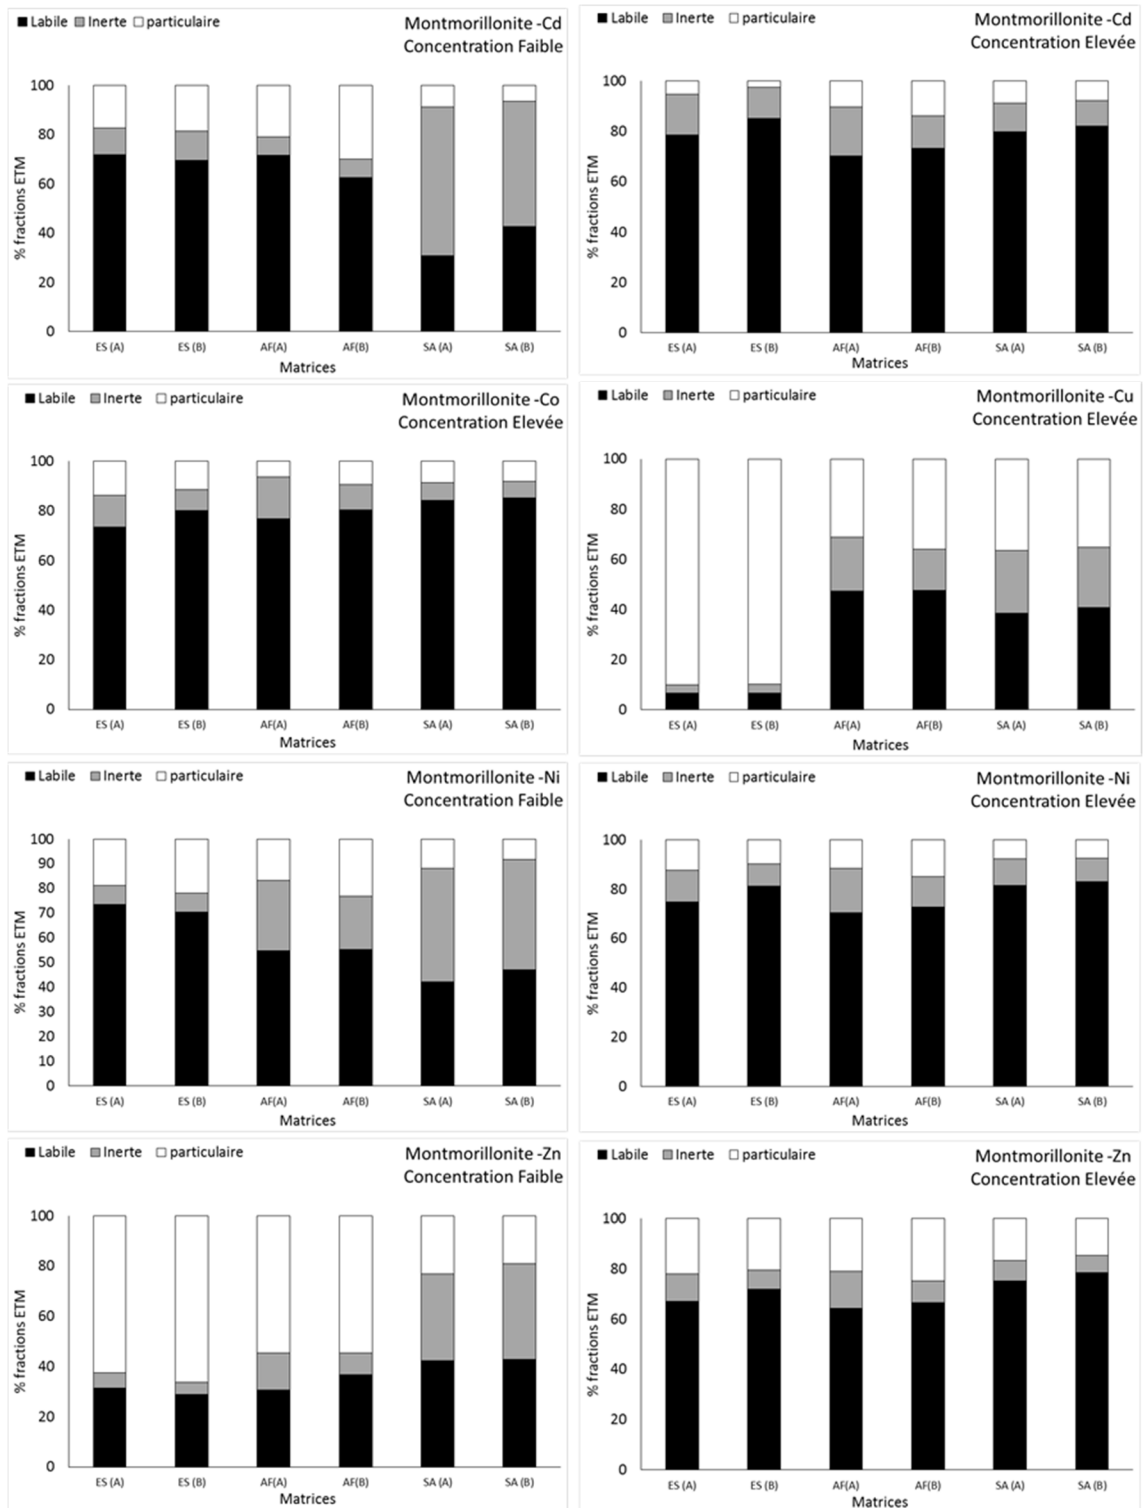 Labile Inerte particulaire
Montmorillonite -Cd
Concentration Faible
% fractions ETM
100
80
60
40
20
0
ES (A) ES (B) AF(A) AF(B) SA (A) SA (B)
Matrices
Labile Inerte particulaire
Montmorillonite -Cd
Concentration Elevée
% fractions ETM
100
80
60
40
20
0
ES (A) ES (B) AF(A) AF(B) SA (A) SA (B)
Matrices
Labile Inerte particulaire
Montmorillonite -Co
Concentration Elevée
% fractions ETM
100
80
60
40
20
0
ES (A) ES (B) AF(A) AF(B) SA (A) SA (B)
Matrices
Labile Inerte particulaire
Montmorillonite -Cu
Concentration Elevée
% fractions ETM
100
80
60
40
20
0
ES (A) ES (B) AF(A) AF(B) SA (A) SA (B)
Matrices
Labile Inerte particulaire
Montmorillonite -Ni
Concentration Faible
% fractions ETM
100
90
80
70
60
50
40
30
20
10
0
ES (A) ES (B) AF(A) AF(B) SA (A) SA (B)
Matrices
Labile Inerte particulaire
Montmorillonite -Ni
Concentration Elevée
% fractions ETM
100
80
60
40
20
0
ES (A) ES (B) AF(A) AF(B) SA (A) SA (B)
Matrices
Labile Inerte particulaire
Montmorillonite -Zn
Concentration Faible
% fractions ETM
100
80
60
40
20
0
ES (A) ES (B) AF(A) AF(B) SA (A) SA (B)
Matrices
Labile Inerte particulaire
Montmorillonite -Zn
Concentration Elevée
% fractions ETM
100
80
60
40
20
0
ES (A) ES (B) AF(A) AF(B) SA (A) SA (B)
Matrices